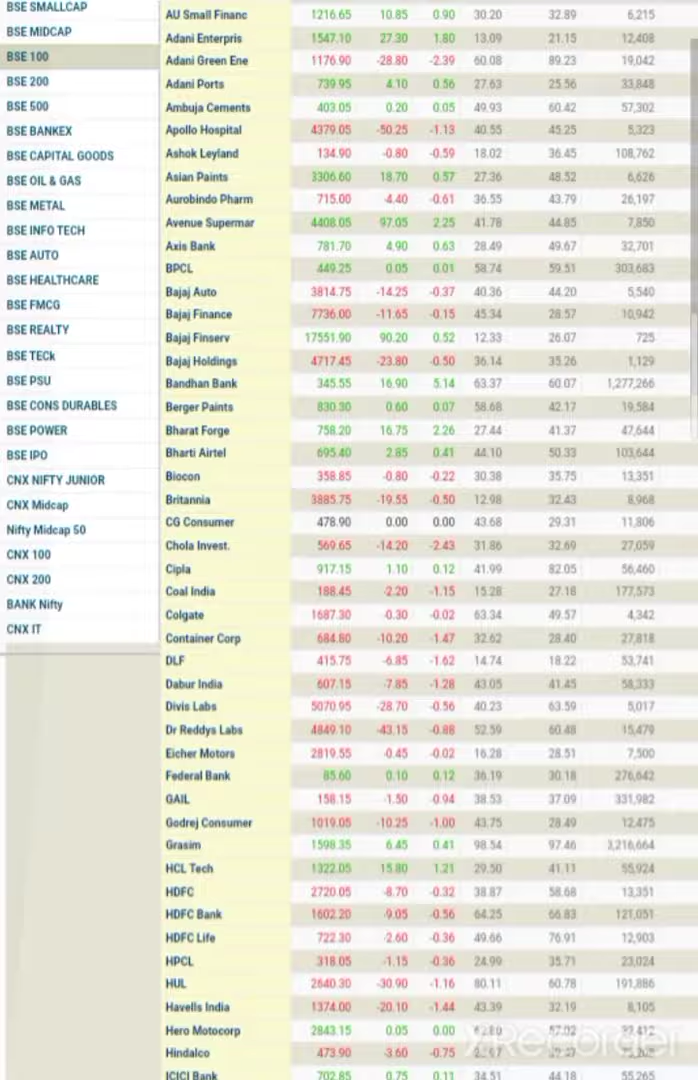 BSE SMALLCAP
BSE MIDCAP
BSE 100
BSE 200
BSE 500
BSE BANKEX
BSE CAPITAL GOODS
BSE OIL & GAS
BSE METAL
BSE INFO TECH
BSE AUTO
BSE HEALTHCARE
BSE FMCG
BSE REALTY
BSE TECk
BSE PSU
BSE CONS DURABLES
BSE POWER
BSE IPO
CNX NIFTY JUNIOR
CNX Midcap
Nifty Midcap 50
CNX 100
CNX 200
BANK Nifty
CNX IT
AU Small Financ 1216.65 10.85 0.90 30.20 32.89 6,215
Adani Enterpris 1547.10 27.30 1.80 13.09 21.15 12,408
Adani Green Ene 1176.90 -28.80 -2.39 60.08 89.23 19,042
Adani Ports 739.95 4.10 0.56 27.63 25.56 33,848
Ambuja Cements 403.05 0.20 0.05 49.93 60.42 57,302
Apollo Hospital 4379.05 -50.25 -1.13 40.55 45.25 5,323
Ashok Leyland 134.90 -0.80 -0.59 18.02 36.45 108,762
Asian Paints 3306.60 18.70 0.57 27.36 48.52 6,626
Aurobindo Pharm 715.00 -4.40 -0.61 36.55 43.79 26,197
Avenue Supermar 4408.05 97.05 2.25 41.78 44.85 7,850
Axis Bank 781.70 4.90 0.63 28.49 49.67 32,701
BPCL 449.25 0.05 0.01 58.74 59.51 303,683
Bajaj Auto 3814.75 -14.25 -0.37 40.36 44.20 5,540
Bajaj Finance 7736.00 -11.65 -0.15 45.34 28.57 10,942
Bajaj Finserv 17551.90 90.20 0.52 12.33 26.07 725
Bajaj Holdings 4717.45 -23.80 -0.50 36.14 35.26 1,129
Bandhan Bank 345.55 16.90 5.14 63.37 60.07 1,277,266
Berger Paints 830.30 0.60 0.07 58.68 42.17 19,584
Bharat Forge 758.20 16.75 2.26 27.44 41.37 47,644
Bharti Airtel 695.40 2.85 0.41 44.10 50.33 103,644
Biocon 358.85 -0.80 -0.22 30.38 35.75 13,351
Britannia 3885.75 -19.55 -0.50 12.98 32.43 8,968
CG Consumer 478.90 0.00 0.00 43.68 29.31 11,806
Chola Invest. 569.65 -14.20 -2.43 31.86 32.69 27,059
Cipla 917.15 1.10 0.12 41.99 82.05 56,460
Coal India 188.45 -2.20 -1.15 15.28 27.18 177,573
Colgate 1687.30 -0.30 -0.02 63.34 49.57 4,342
Container Corp 684.80 -10.20 -1.47 32.62 28.40 27,818
DLF 415.75 -6.85 -1.62 14.74 18.22 53,741
Dabur India 607.15 -7.85 -1.28 43.05 41.45 58,333
Divis Labs 5070.95 -28.70 -0.56 40.23 63.59 5,017
Dr Reddys Labs 4849.10 -43.15 -0.88 52.59 60.48 15,479
Eicher Motors 2819.55 -0.45 -0.02 16.28 28.51 7,500
Federal Bank 85.60 0.10 0.12 36.19 30.18 276,642
GAIL 158.15 -1.50 -0.94 38.53 37.09 331,982
Godrej Consumer 1019.05 -10.25 -1.00 43.75 28.49 12,475
Grasim 1598.35 6.45 0.41 98.54 97.46 3,216,664
HCL Tech 1322.05 15.80 1.21 29.50 41.11 55,924
HDFC 2720.05 -8.70 -0.32 38.87 58.68 13,351
HDFC Bank 1602.20 -9.05 -0.56 64.25 66.83 121,051
HDFC Life 722.30 -2.60 -0.36 49.66 76.91 12,903
HPCL 318.05 -1.15 -0.36 24.99 35.71 23,024
HUL 2640.30 -30.90 -1.16 80.11 60.78 191,886
Havells India 1374.00 -20.10 -1.44 43.39 32.19 8,105
Hero Motocorp 2843.15 0.05 0.00
Hindalco 473.90 -3.60 -0.75
XRecorder
ICICI Bank 702.85 0.75 0.11 34.51 44.18 55,265